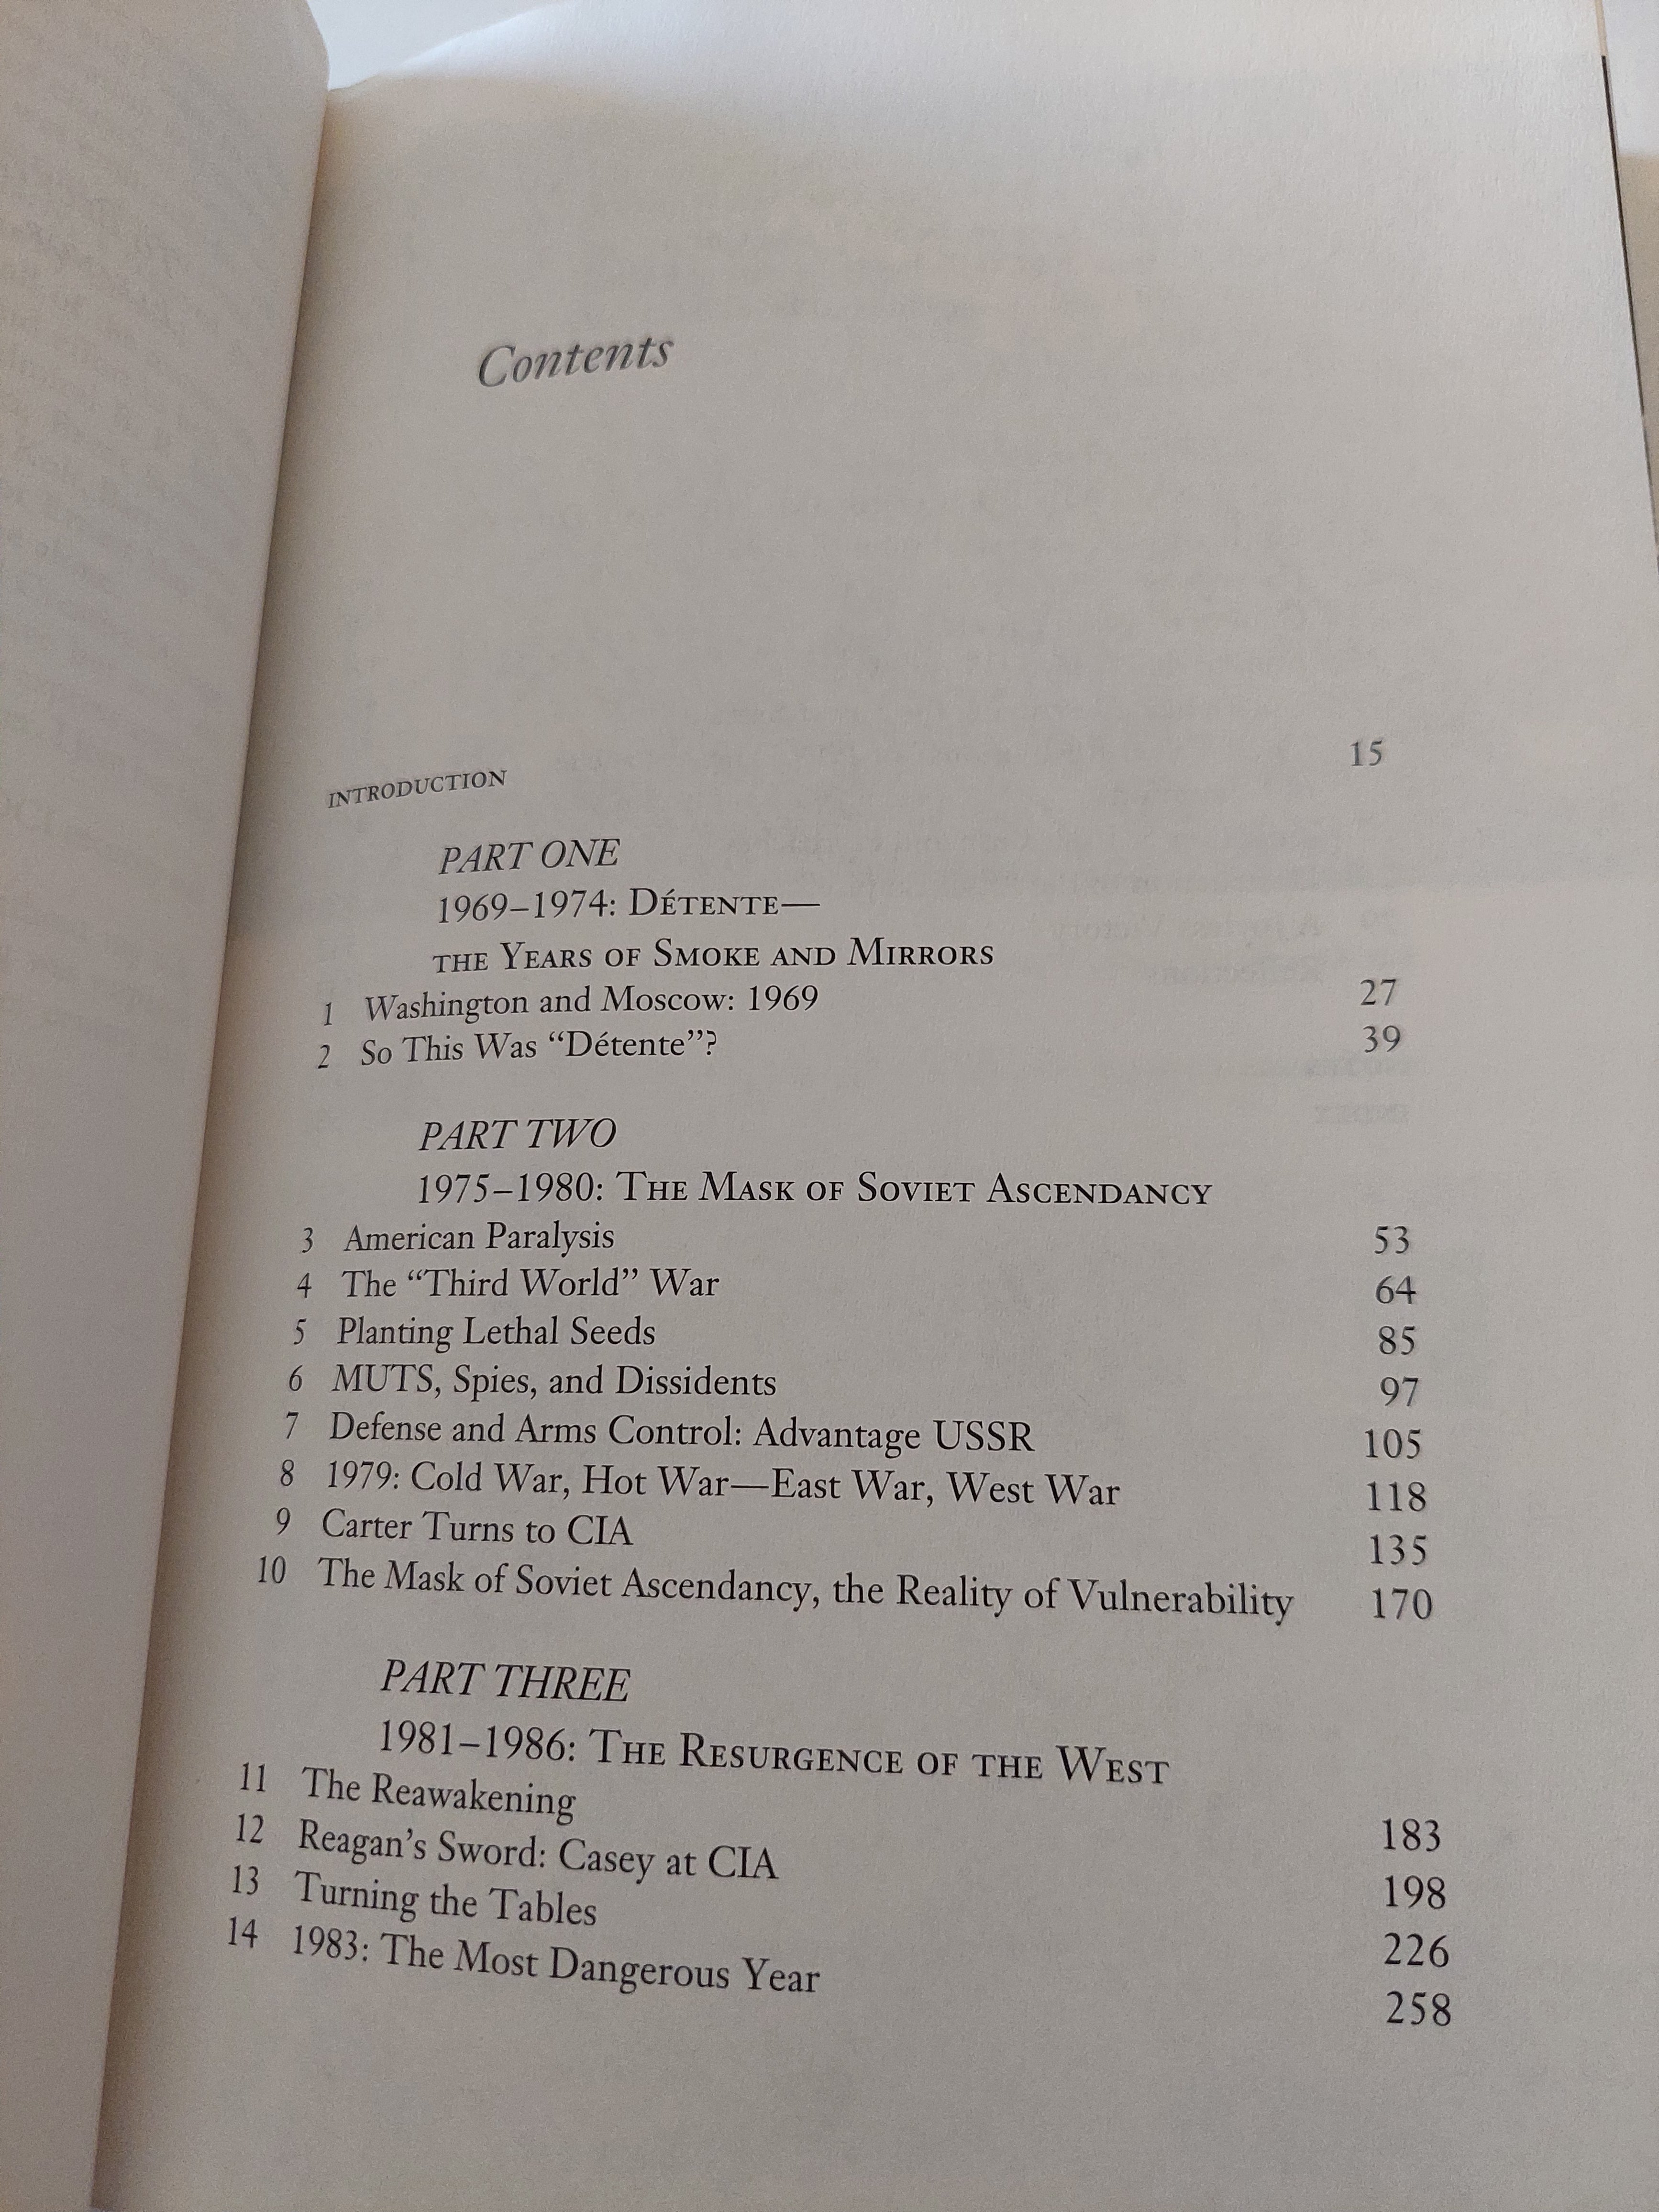 Contents
INTRODUCTION 15
PART ONE
1969–1974: DÉTENTE—
THE YEARS OF SMOKE AND MIRRORS
1 Washington and Moscow: 1969 27
2 So This Was “Détente”? 39
PART TWO
1975–1980: THE MASK OF SOVIET ASCENDANCY
3 American Paralysis 53
4 The “Third World” War 64
5 Planting Lethal Seeds 85
6 MUTS, Spies, and Dissidents 97
7 Defense and Arms Control: Advantage USSR 105
8 1979: Cold War, Hot War—East War, West War 118
9 Carter Turns to CIA 135
10 The Mask of Soviet Ascendancy, the Reality of Vulnerability 170
PART THREE
1981–1986: THE RESURGENCE OF THE WEST
11 The Reawakening 183
12 Reagan’s Sword: Casey at CIA 198
13 Turning the Tables 226
14 1983: The Most Dangerous Year 258